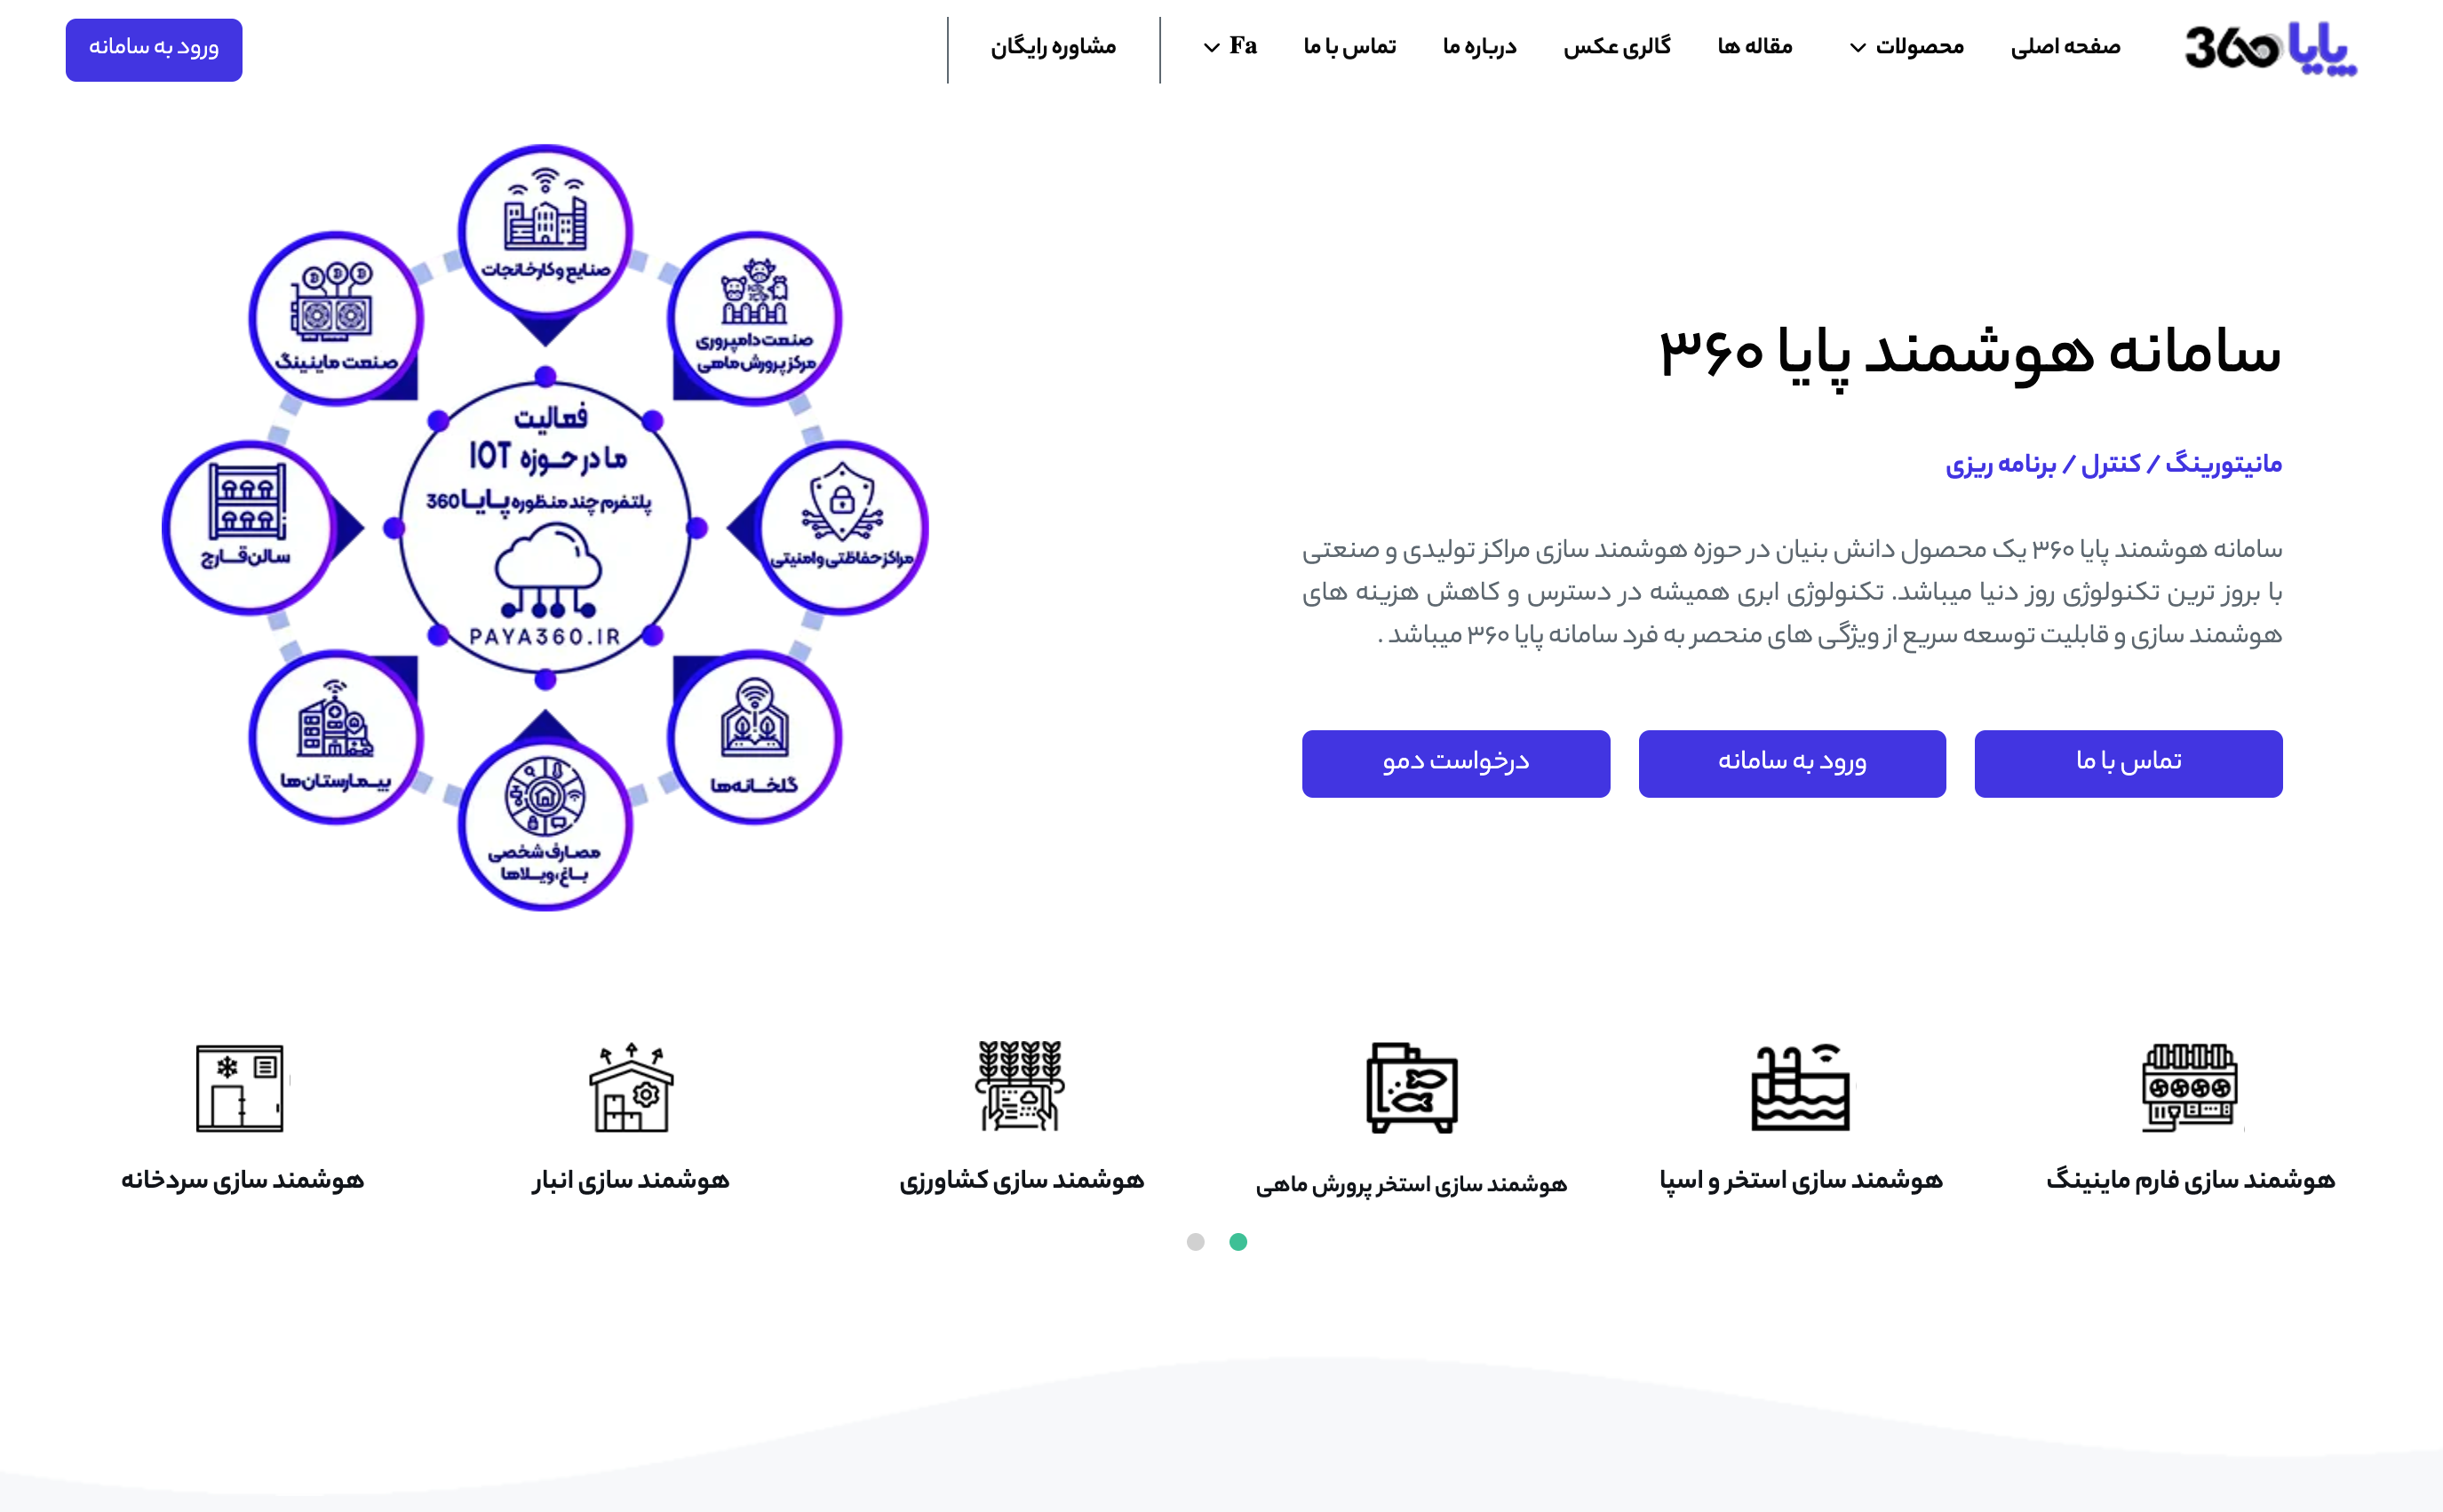 پایا 360
صفحه اصلی
محصولات
مقاله ها
گالری عکس
درباره ما
تماس با ما
Fa
مشاوره رایگان
ورود به سامانه
سامانه هوشمند پایا ۳۶۰
مانیتورینگ / کنترل / برنامه ریزی
سامانه هوشمند پایا ۳۶۰ یک محصول دانش بنیان در حوزه هوشمند سازی مراکز تولیدی و صنعتی
با بروز ترین تکنولوژی روز دنیا میباشد. تکنولوژی ابری همیشه در دسترس و کاهش هزینه های
هوشمند سازی و قابلیت توسعه سریع از ویژگی های منحصر به فرد سامانه پایا ۳۶۰ میباشد .
تماس با ما
ورود به سامانه
درخواست دمو
صنایع و کارخانجات
صنعت دامپروری
مرکز پرورش ماهی
صنعت ماینینگ
فعالیت
ما در حوزه IOT
پلتفرم چند منظوره پایا 360
PAYA360.IR
مراکز حفاظتی و امنیتی
سالن قارچ
گلخانه‌ها
بیمارستان‌ها
مصارف شخصی
باغ، ویلاها
هوشمند سازی فارم ماینینگ
هوشمند سازی استخر و اسپا
هوشمند سازی استخر پرورش ماهی
هوشمند سازی کشاورزی
هوشمند سازی انبار
هوشمند سازی سردخانه